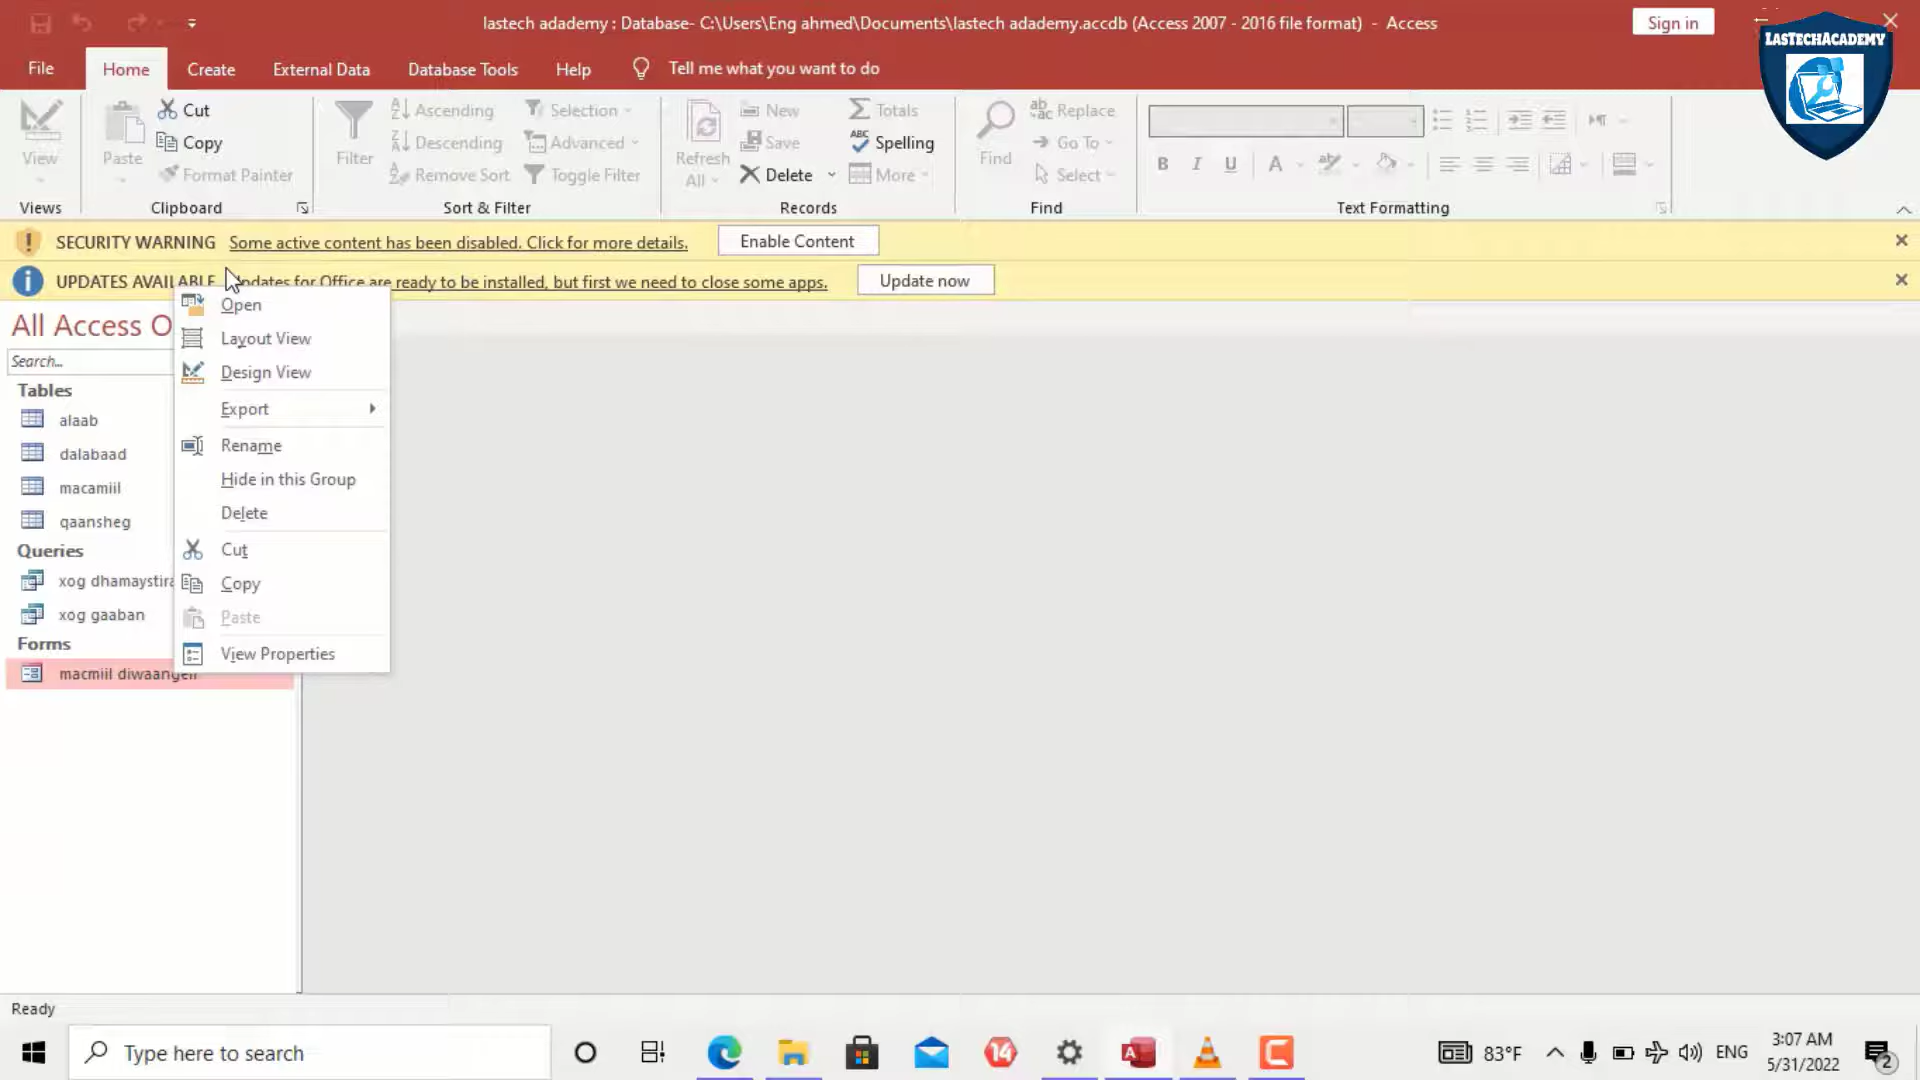 lastech adademy : Database- C:\Users\Eng ahmed\Documents\lastech adademy.accdb (Access 2007 - 2016 file format) - Access
Sign in
LASTECHACADEMY
File Home Create External Data Database Tools Help Tell me what you want to do
View
Views
Paste
Cut
Copy
Format Painter
Clipboard
Filter
Ascending
Descending
Remove Sort
Selection
Advanced
Toggle Filter
Sort & Filter
Refresh
All
New
Save
Delete
Totals
Spelling
More
Records
Find
Replace
Go To
Select
Find
B I U A
Text Formatting
SECURITY WARNING Some active content has been disabled. Click for more details. Enable Content
UPDATES AVAILABLE Updates for Office are ready to be installed, but first we need to close some apps. Update now
All Access O
Search...
Tables
alaab
dalabaad
macamiil
qaansheg
Queries
xog dhamaystira
xog gaaban
Forms
macmiil diwaangeli
Open
Layout View
Design View
Export
Rename
Hide in this Group
Delete
Cut
Copy
Paste
View Properties
Ready
Type here to search
14
A
83°F
ENG
3:07 AM
5/31/2022
2